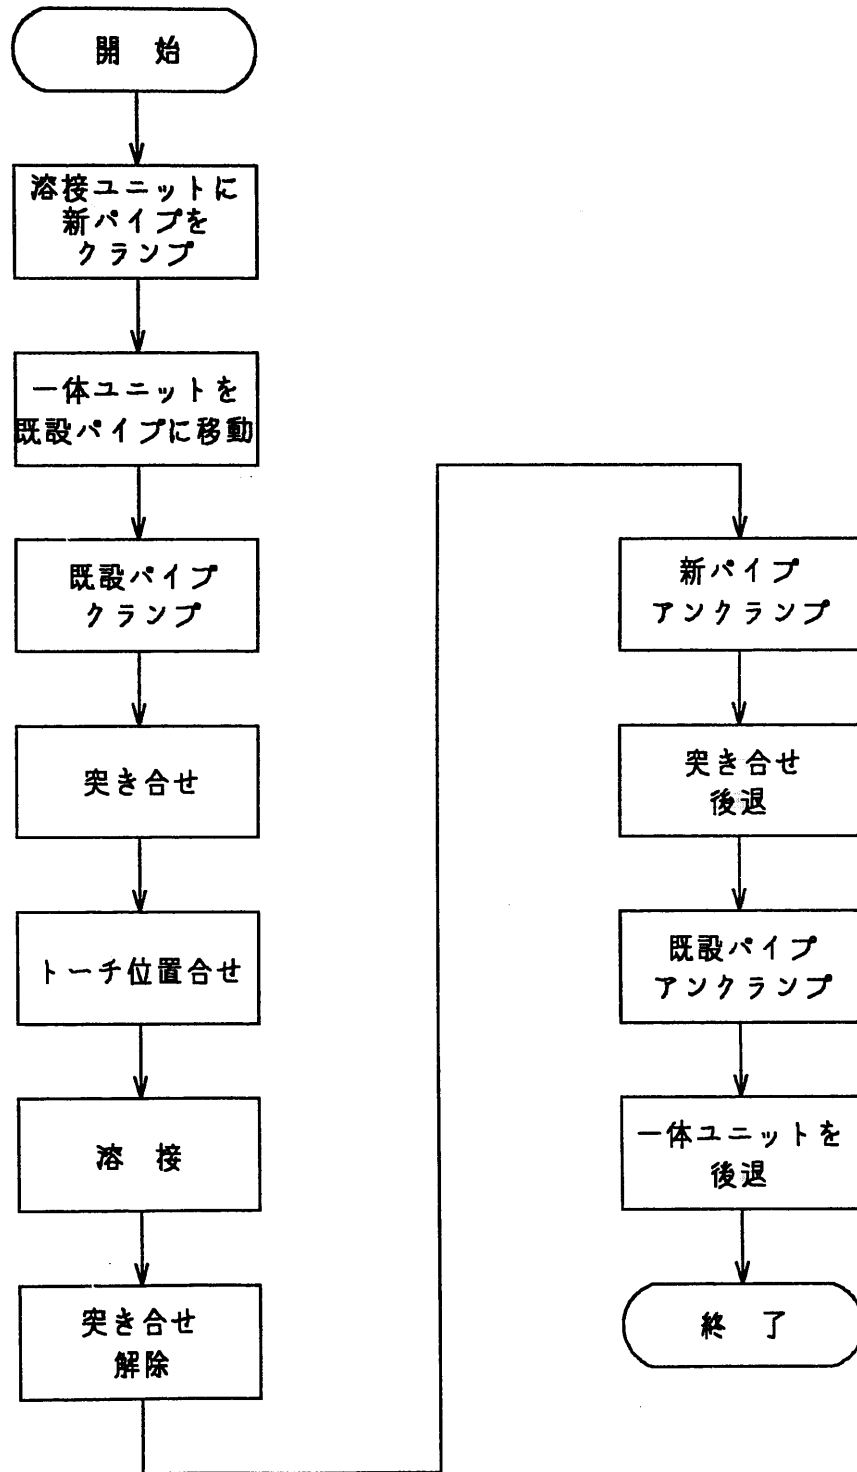 開 始
溶接ユニットに
新パイプを
クランプ
一体ユニットを
既設パイプに移動
既設パイプ
クランプ
突き合せ
トーチ位置合せ
溶 接
突き合せ
解除
新パイプ
アンクランプ
突き合せ
後退
既設パイプ
アンクランプ
一体ユニットを
後退
終 了